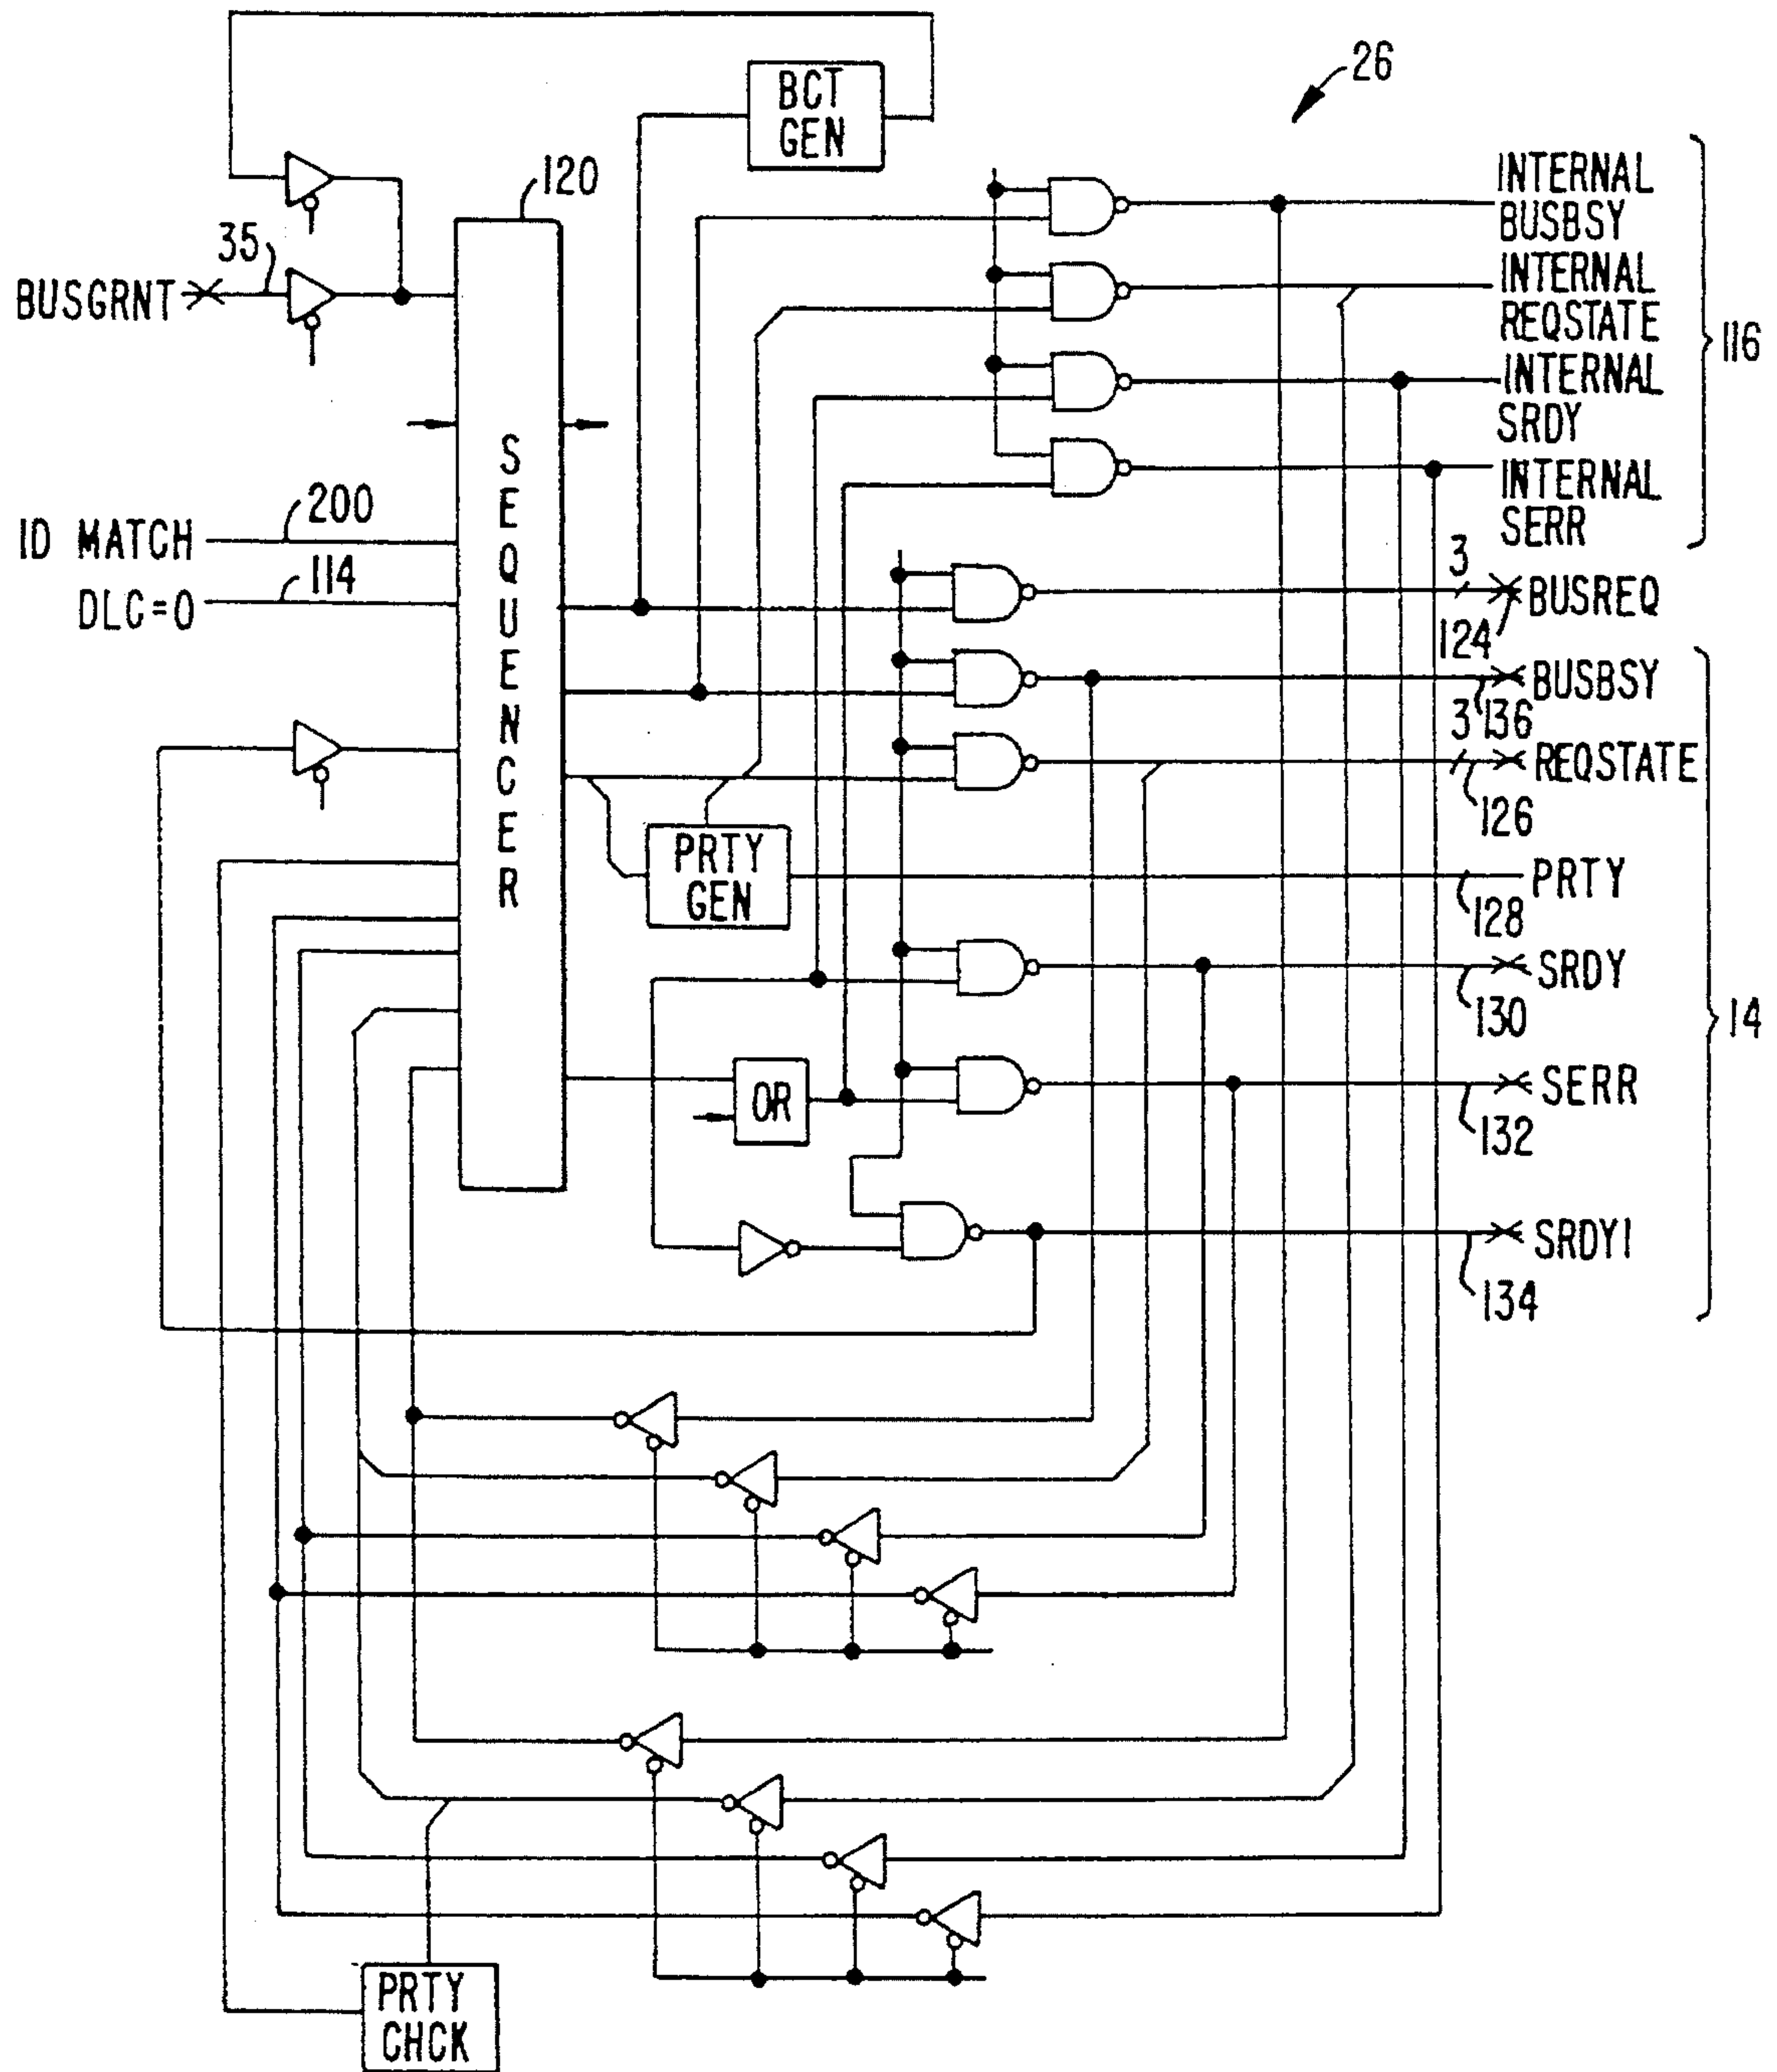 26
BCT
GEN
120
35
BUSGRNT
INTERNAL
BUSBSY
INTERNAL
REQSTATE
116
INTERNAL
SRDY
INTERNAL
SERR
200
ID MATCH
114
DLC=0
SEQUENCER
3
BUSREQ
124
BUSBSY
136
3
REQSTATE
126
PRTY
GEN
PRTY
128
SRDY
130
14
OR
SERR
132
SRDY1
134
PRTY
CHCK